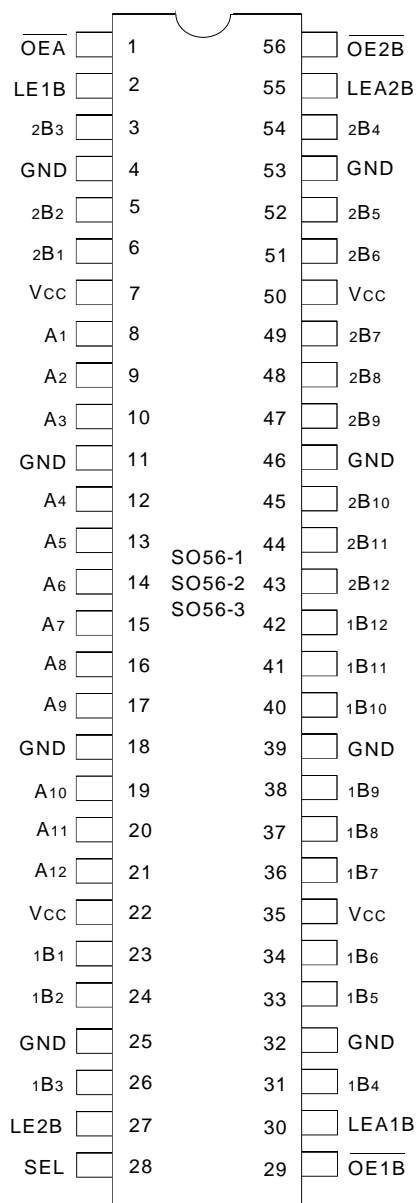 OEA 1 56 OE2B
LE1B 2 55 LEA2B
2B3 3 54 2B4
GND 4 53 GND
2B2 5 52 2B5
2B1 6 51 2B6
VCC 7 50 VCC
A1 8 49 2B7
A2 9 48 2B8
A3 10 47 2B9
GND 11 46 GND
A4 12 45 2B10
A5 13 44 2B11
SO56-1
A6 14 SO56-2 43 2B12
SO56-3
A7 15 42 1B12
A8 16 41 1B11
A9 17 40 1B10
GND 18 39 GND
A10 19 38 1B9
A11 20 37 1B8
A12 21 36 1B7
VCC 22 35 VCC
1B1 23 34 1B6
1B2 24 33 1B5
GND 25 32 GND
1B3 26 31 1B4
LE2B 27 30 LEA1B
SEL 28 29 OE1B